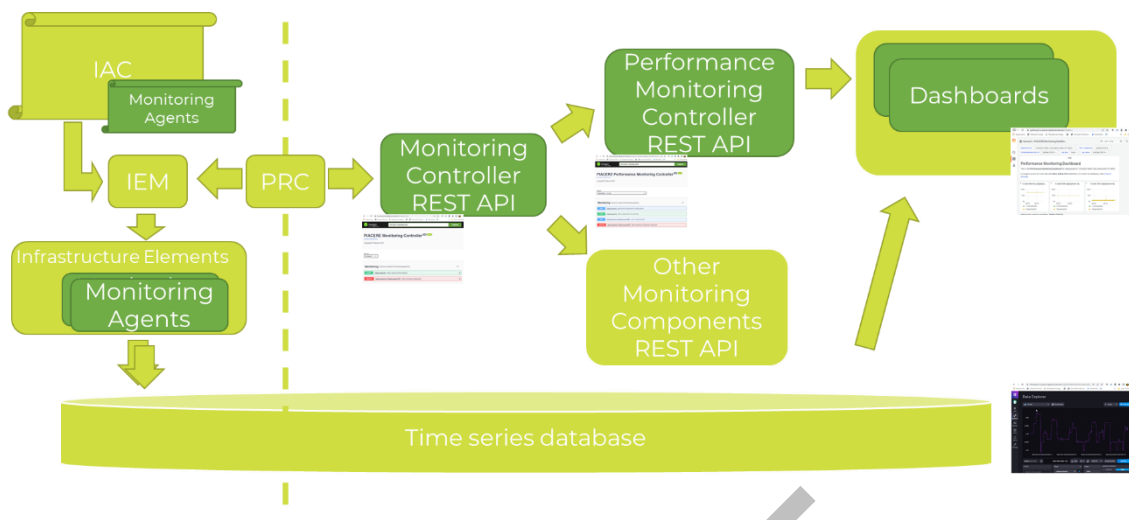 IAC
Monitoring
Agents
IEM
PRC
Infrastructure Elements
Monitoring
Agents
Monitoring
Controller
REST API
PIACERE Monitoring Controller
Performance
Monitoring
Controller
REST API
PIACERE Performance Monitoring Controller
Other
Monitoring
Components
REST API
Dashboards
Performance Monitoring Dashboard
Time series database
Data Explorer